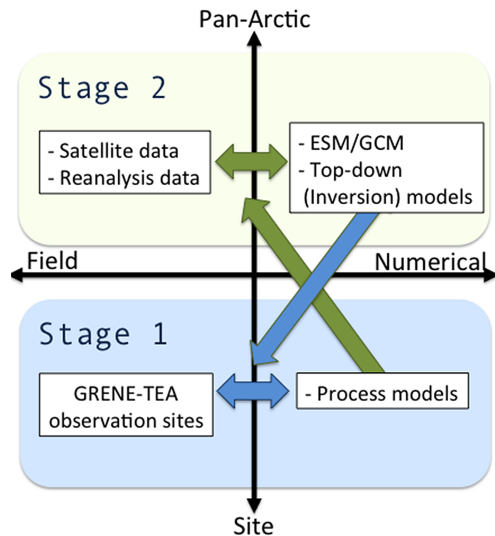 Pan-Arctic
Stage 2
- Satellite data
- Reanalysis data
- ESM/GCM
- Top-down
(Inversion) models
Field
Numerical
Stage 1
GRENE-TEA
observation sites
- Process models
Site